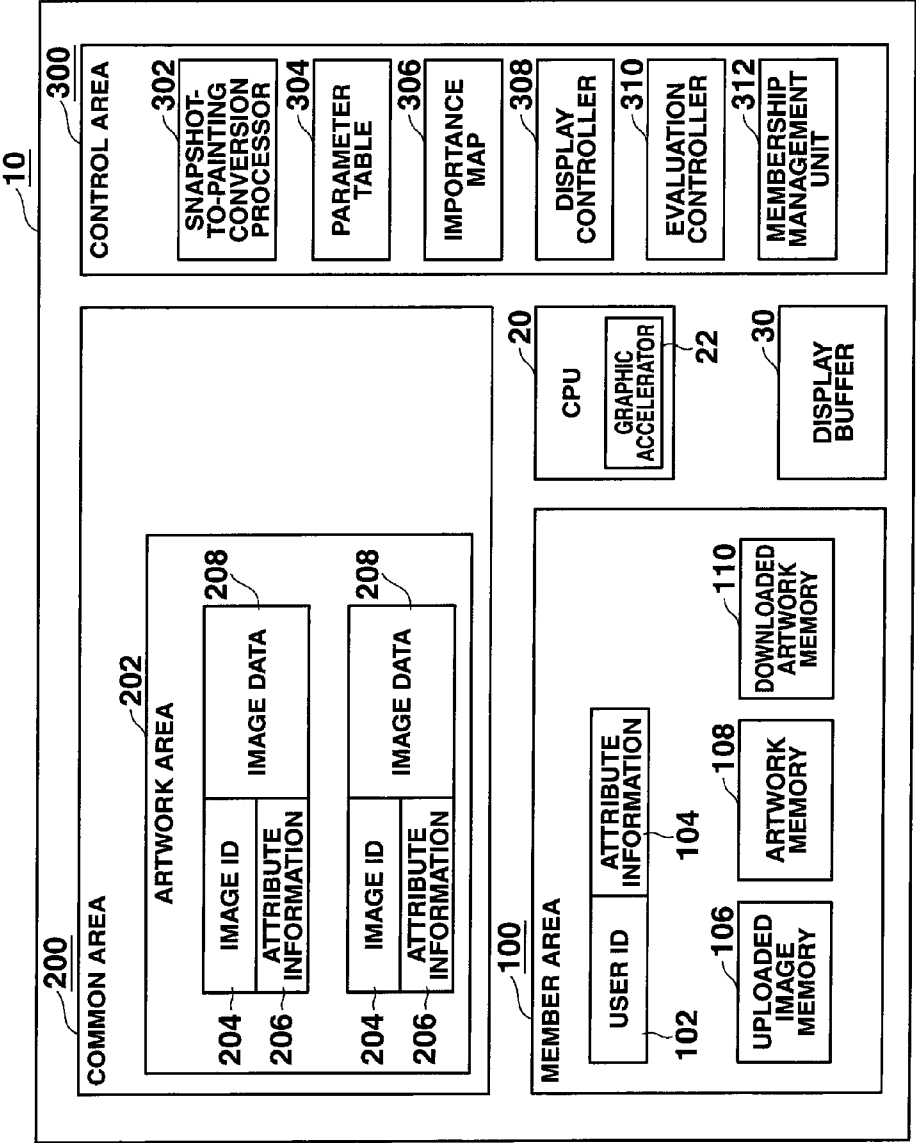 10
200
COMMON AREA
202
ARTWORK AREA
204
IMAGE ID
206
ATTRIBUTE
INFORMATION
IMAGE DATA
208
204
IMAGE ID
206
ATTRIBUTE
INFORMATION
IMAGE DATA
208
300
CONTROL AREA
302
SNAPSHOT-
TO-PAINTING
CONVERSION
PROCESSOR
304
PARAMETER
TABLE
306
IMPORTANCE
MAP
308
DISPLAY
CONTROLLER
310
EVALUATION
CONTROLLER
312
MEMBERSHIP
MANAGEMENT
UNIT
100
MEMBER AREA
USER ID
102
ATTRIBUTE
INFORMATION
104
106
UPLOADED
IMAGE
MEMORY
108
ARTWORK
MEMORY
110
DOWNLOADED
ARTWORK
MEMORY
20
CPU
GRAPHIC
ACCELERATOR
22
30
DISPLAY
BUFFER